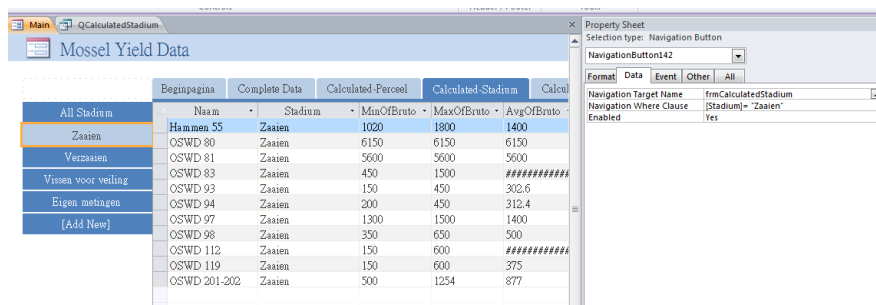 Main QCalculatedStadium × Property Sheet
Selection type: Navigation Button
Mossel Yield Data
NavigationButton142
Format Data Event Other All
Navigation Target Name frmCalculatedStadium
Navigation Where Clause [Stadium]= "Zaaien"
Enabled Yes
Beginpagina Complete Data Calculated-Perceel Calculated-Stadium Calcul
All Stadium
Zaaien
Verzaaien
Vissen voor veiling
Eigen metingen
[Add New]
Naam Stadium MinOfBruto MaxOfBruto AvgOfBruto
Hammen 55 Zaaien 1020 1800 1400
OSWD 80 Zaaien 6150 6150 6150
OSWD 81 Zaaien 5600 5600 5600
OSWD 83 Zaaien 450 1500 ############
OSWD 93 Zaaien 150 450 302.6
OSWD 94 Zaaien 200 450 312.4
OSWD 97 Zaaien 1300 1500 1400
OSWD 98 Zaaien 350 650 500
OSWD 112 Zaaien 150 600 ############
OSWD 119 Zaaien 150 600 375
OSWD 201-202 Zaaien 500 1254 877